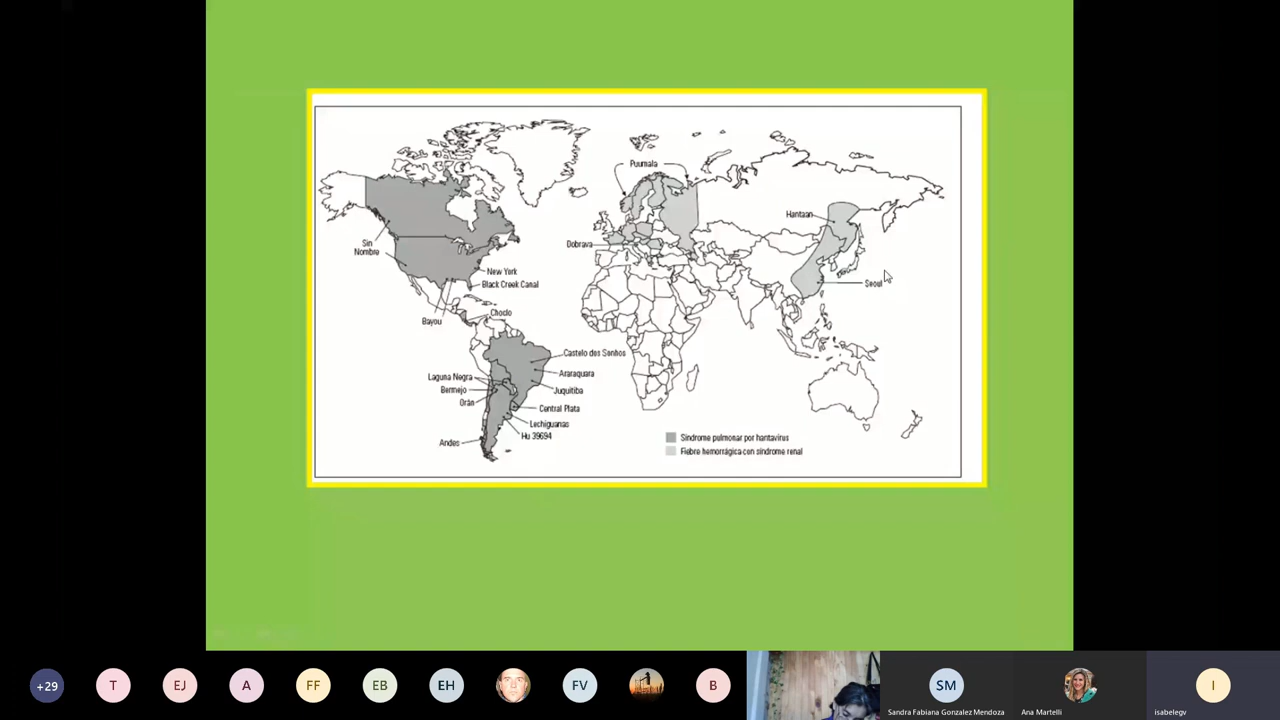 Puumala
Hantaan
Dobrava
Sin
Nombre
New York
Black Creek Canal
Seoul
Choclo
Bayou
Castelo dos Sonhos
Laguna Negra
Araraquara
Bermejo
Juquitiba
Orán
Central Plata
Lechiguanas
Hu 39694
Andes
Síndrome pulmonar por hantavirus
Fiebre hemorrágica con síndrome renal
+29
T
EJ
A
FF
EB
EH
FV
B
SM
I
Sandra Fabiana Gonzalez Mendoza
Ana Martelli
isabelegv